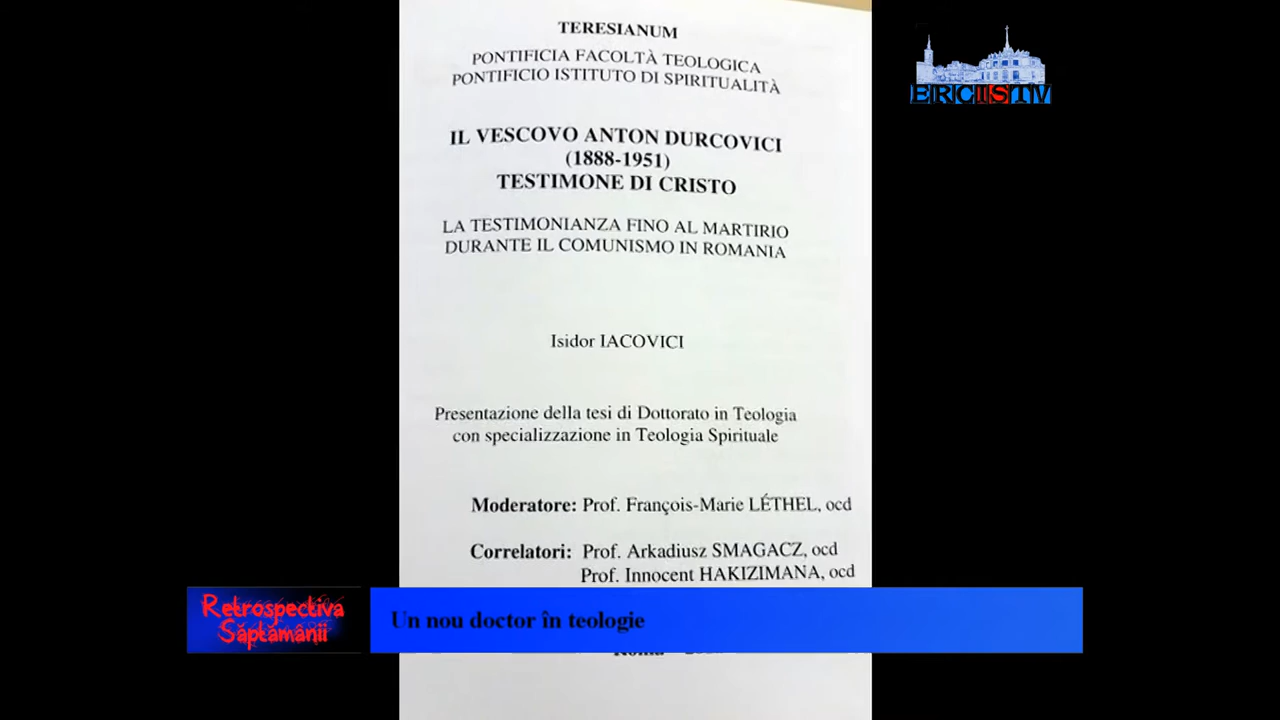 TERESIANUM
PONTIFICIA FACOLTÀ TEOLOGICA
PONTIFICIO ISTITUTO DI SPIRITUALITÀ
IL VESCOVO ANTON DURCOVICI
(1888-1951)
TESTIMONE DI CRISTO
LA TESTIMONIANZA FINO AL MARTIRIO
DURANTE IL COMUNISMO IN ROMANIA
Isidor IACOVICI
Presentazione della tesi di Dottorato in Teologia
con specializzazione in Teologia Spirituale
Moderatore: Prof. François-Marie LÉTHEL, ocd
Correlatori: Prof. Arkadiusz SMAGACZ, ocd
Prof. Innocent HAKIZIMANA, ocd
ERCISTV
Retrospectiva
Săptămânii
Un nou doctor în teologie